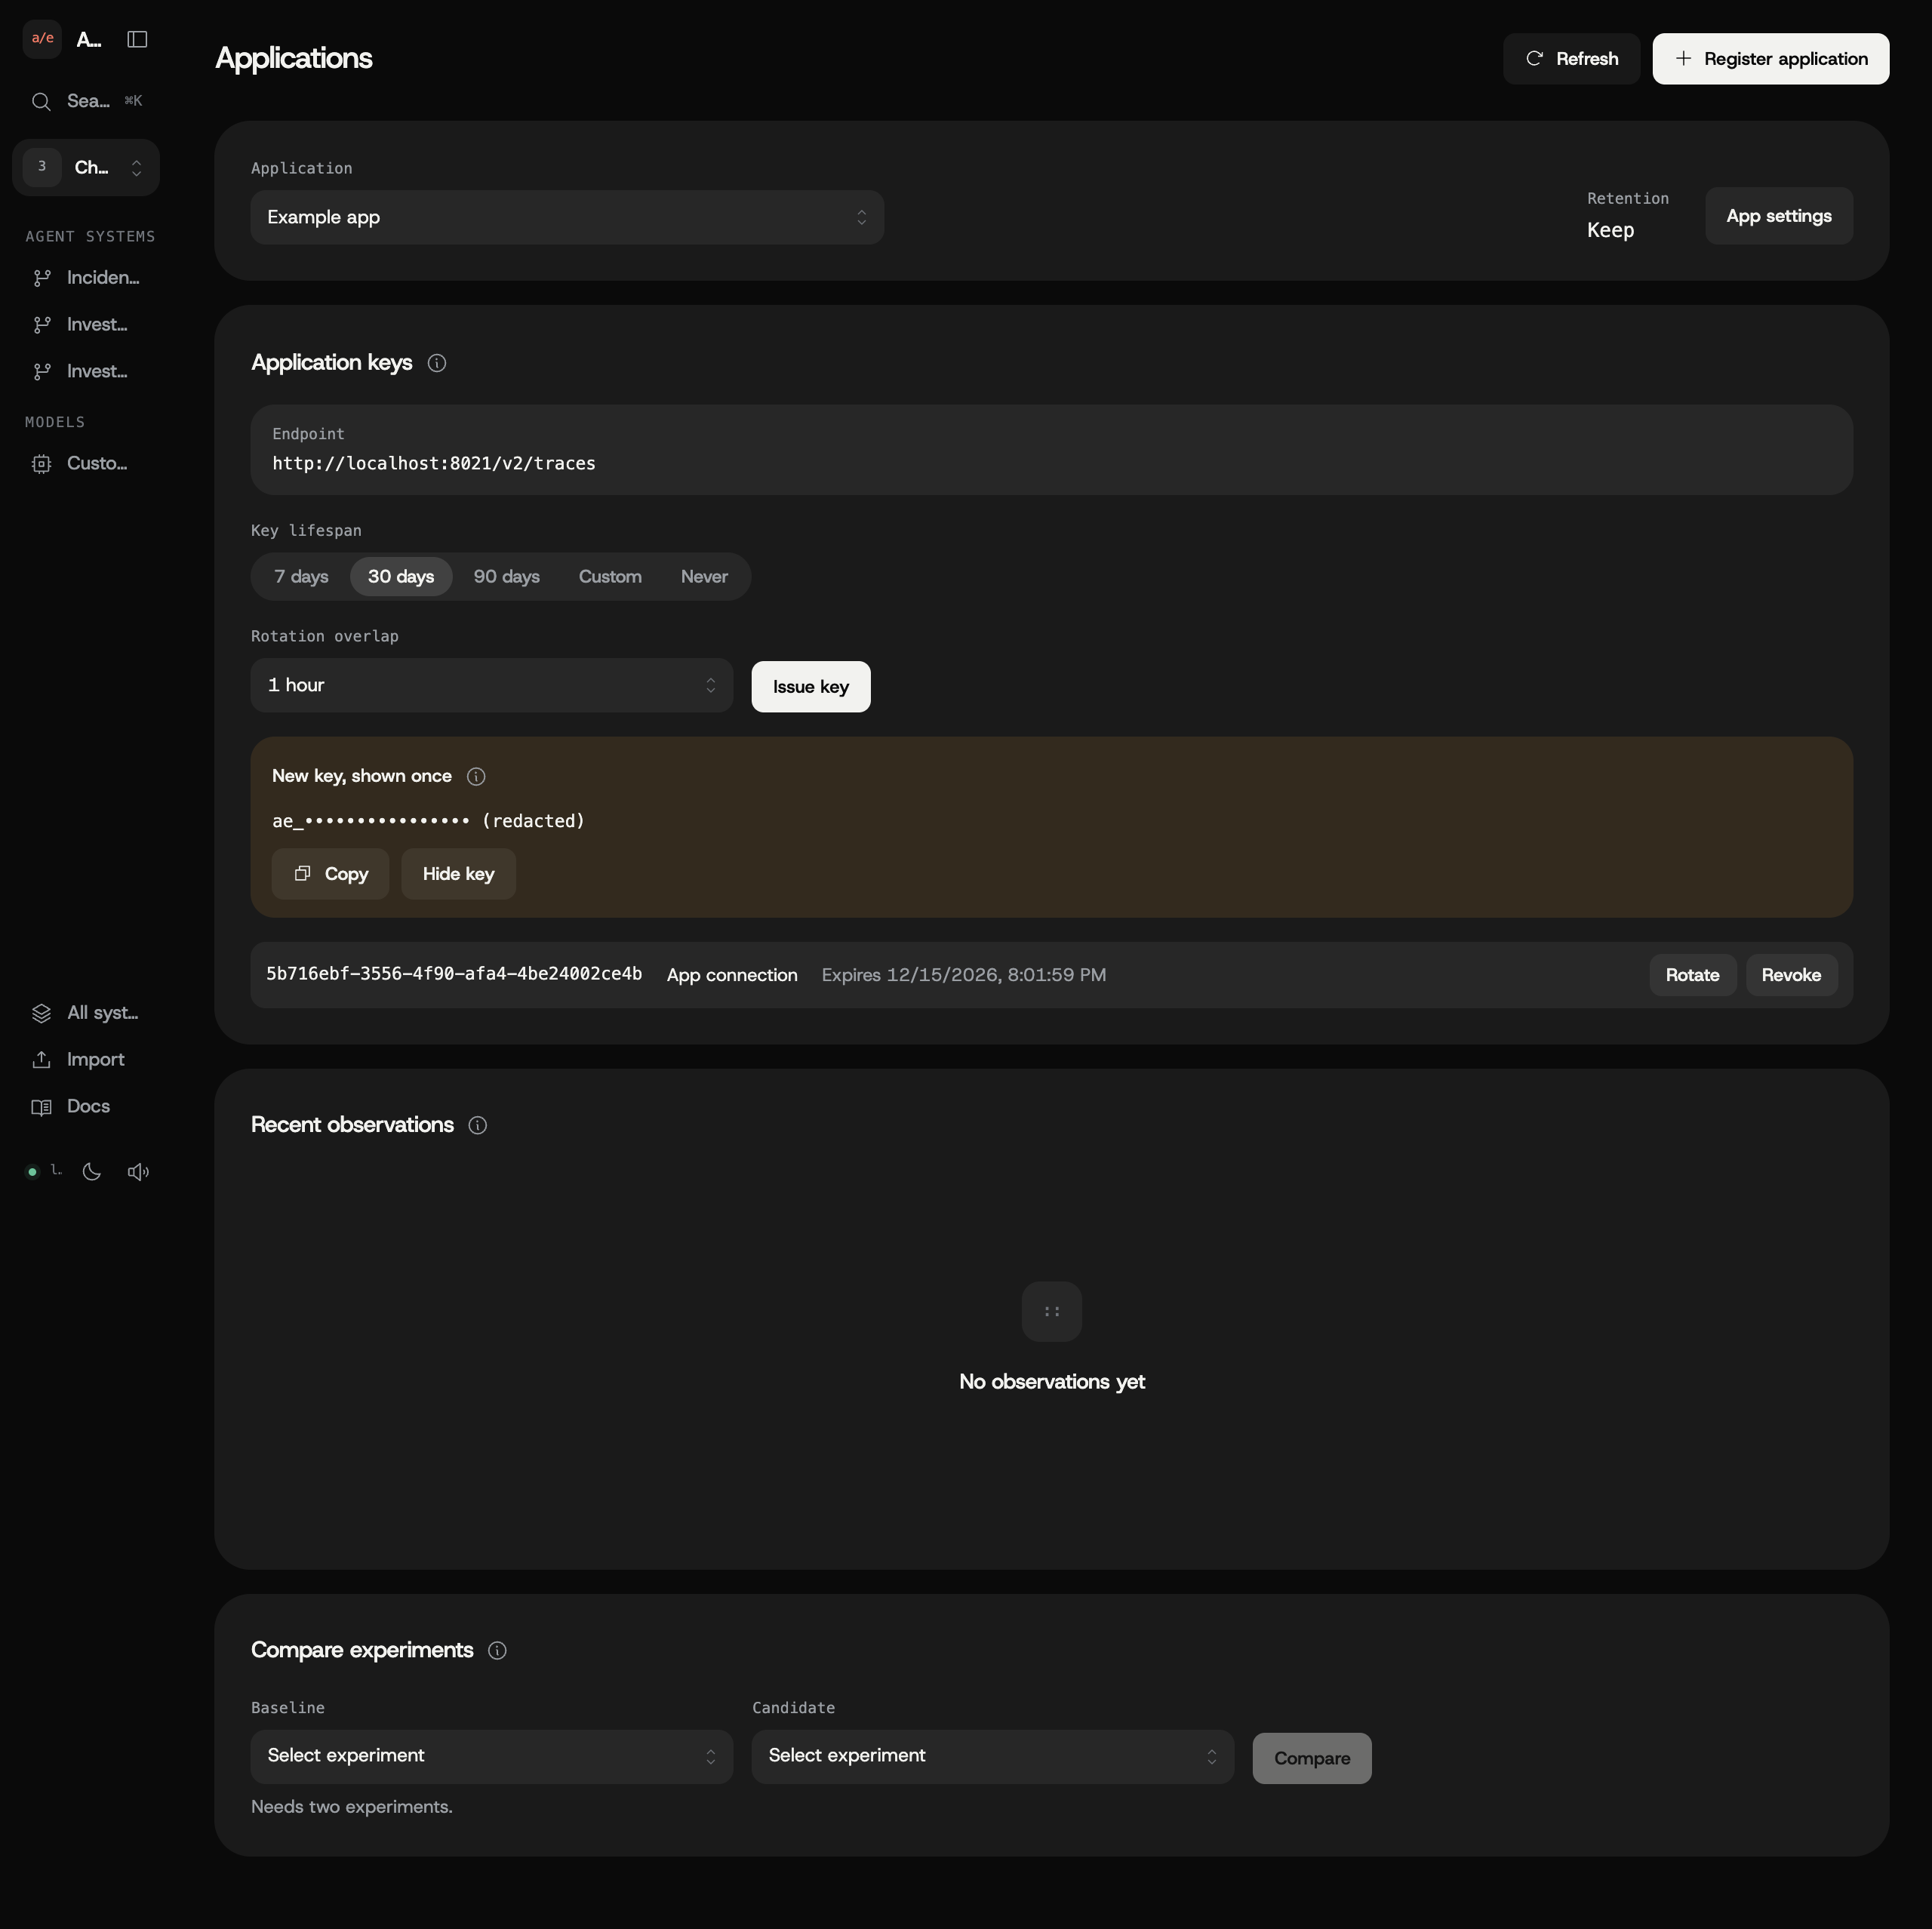 a/e A...
Sea... ⌘K
3 Ch...
AGENT SYSTEMS
Inciden...
Invest...
Invest...
MODELS
Custo...
All syst...
Import
Docs
l..
Applications
Refresh
Register application
Application
Example app
Retention
Keep
App settings
Application keys
Endpoint
http://localhost:8021/v2/traces
Key lifespan
7 days 30 days 90 days Custom Never
Rotation overlap
1 hour
Issue key
New key, shown once
ae_•••••••••••••••• (redacted)
Copy Hide key
5b716ebf-3556-4f90-afa4-4be24002ce4b App connection Expires 12/15/2026, 8:01:59 PM Rotate Revoke
Recent observations
No observations yet
Compare experiments
Baseline Candidate
Select experiment Select experiment Compare
Needs two experiments.